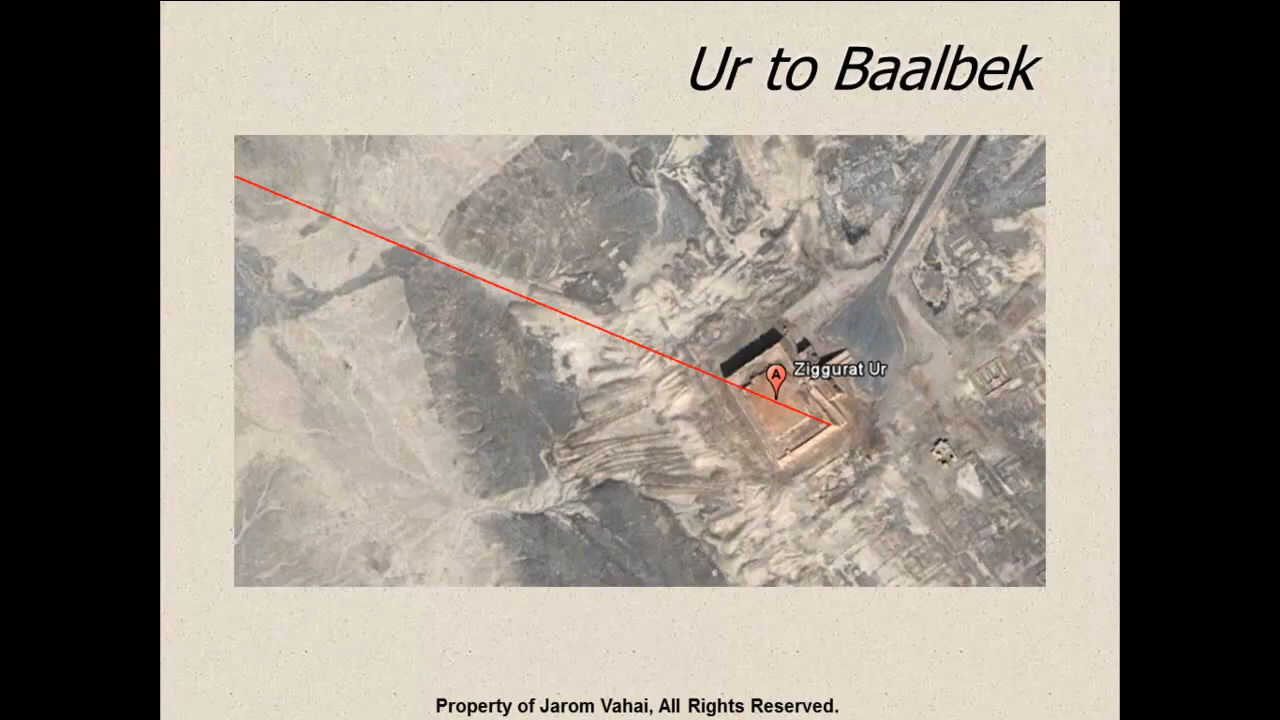 Ur to Baalbek
A
Ziggurat Ur
Property of Jarom Vahai, All Rights Reserved.